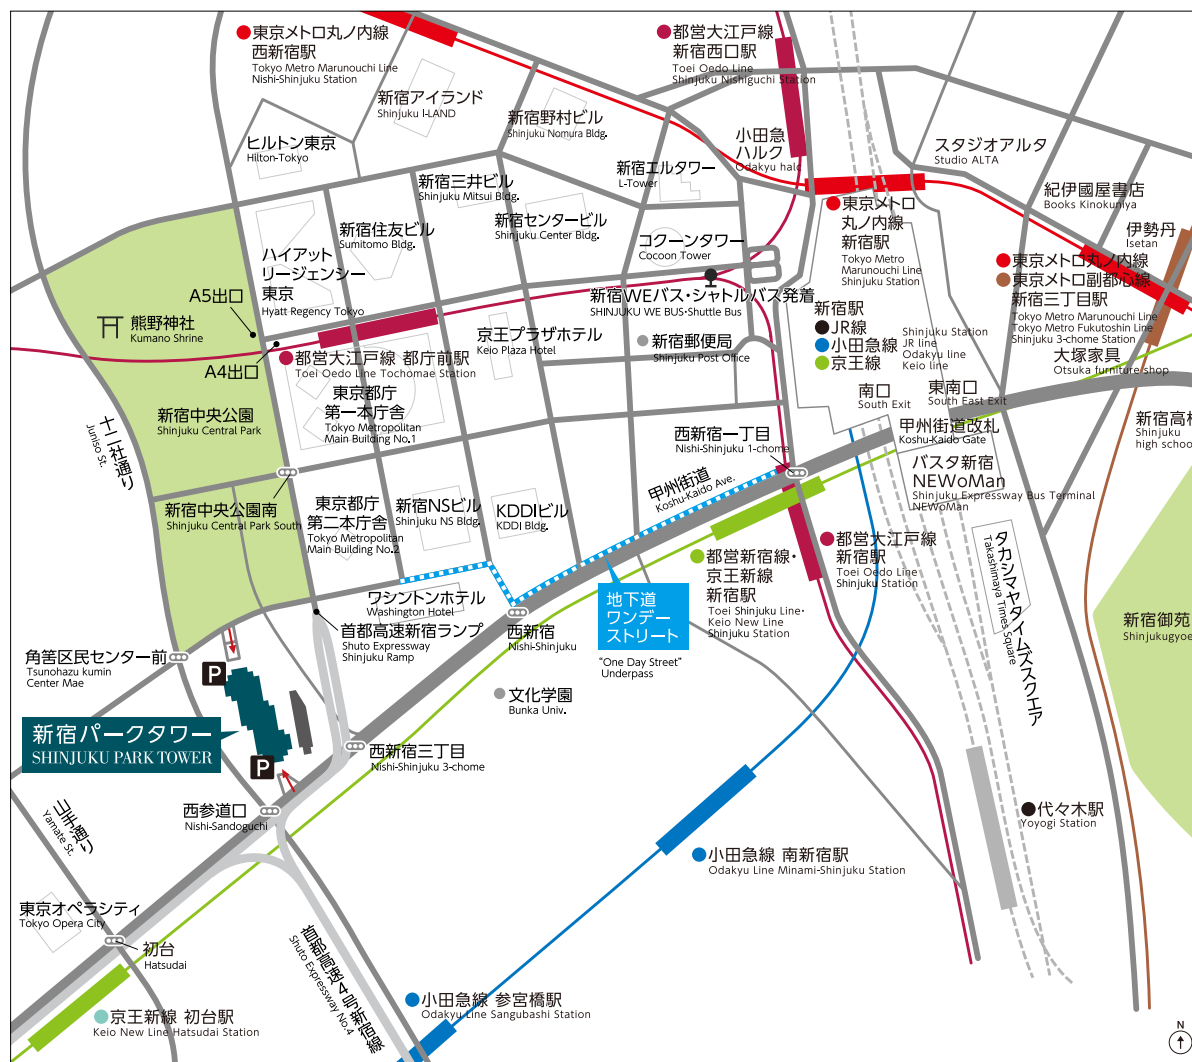 東京メトロ丸ノ内線
西新宿駅
Tokyo Metro Marunouchi Line
Nishi-Shinjuku Station
都営大江戸線
新宿西口駅
Toei Oedo Line
Shinjuku Nishiguchi Station
新宿アイランド
Shinjuku I-LAND
新宿野村ビル
Shinjuku Nomura Bldg.
ヒルトン東京
Hilton-Tokyo
小田急
ハルク
Odakyu halc
スタジオアルタ
Studio ALTA
新宿エルタワー
L-Tower
新宿三井ビル
Shinjuku Mitsui Bldg.
紀伊國屋書店
Books Kinokuniya
新宿住友ビル
Sumitomo Bldg.
新宿センタービル
Shinjuku Center Bldg.
コクーンタワー
Cocoon Tower
東京メトロ
丸ノ内線
新宿駅
Tokyo Metro
Marunouchi Line
Shinjuku Station
伊勢丹
Isetan
ハイアット
リージェンシー
東京
Hyatt Regency Tokyo
東京メトロ丸ノ内線
東京メトロ副都心線
新宿三丁目駅
Tokyo Metro Marunouchi Line
Tokyo Metro Fukutoshin Line
Shinjuku 3-chome Station
A5出口
新宿WEバス・シャトルバス発着
SHINJUKU WE BUS・Shuttle Bus
新宿駅
JR線
小田急線
京王線
Shinjuku Station
JR line
Odakyu line
Keio line
熊野神社
Kumano Shrine
京王プラザホテル
Keio Plaza Hotel
新宿郵便局
Shinjuku Post Office
大塚家具
Otsuka furniture shop
A4出口
都営大江戸線 都庁前駅
Toei Oedo Line Tochomae Station
南口
South Exit
東南口
South East Exit
東京都庁
第一本庁舎
Tokyo Metropolitan
Main Building No.1
新宿中央公園
Shinjuku Central Park
十二社通り
Juniso St.
甲州街道改札
Koshu-Kaido Gate
西新宿一丁目
Nishi-Shinjuku 1-chome
新宿高校
Shinjuku
high school
バスタ新宿
NEWoMan
Shinjuku Expressway Bus Terminal
NEWoMan
甲州街道
Koshu-Kaido Ave.
新宿中央公園南
Shinjuku Central Park South
東京都庁
第二本庁舎
Tokyo Metropolitan
Main Building No.2
新宿NSビル
Shinjuku NS Bldg.
KDDIビル
KDDI Bldg.
都営新宿線・
京王新線
新宿駅
Toei Shinjuku Line・
Keio New Line
Shinjuku Station
都営大江戸線
新宿駅
Toei Oedo Line
Shinjuku Station
タカシマヤタイムズスクエア
Takashimaya Times Square
ワシントンホテル
Washington Hotel
地下道
ワンデー
ストリート
"One Day Street"
Underpass
新宿御苑
Shinjukugyoe
首都高速新宿ランプ
Shuto Expressway
Shinjuku Ramp
西新宿
Nishi-Shinjuku
角筈区民センター前
Tsunohazu kumin
Center Mae
P
文化学園
Bunka Univ.
新宿パークタワー
SHINJUKU PARK TOWER
西新宿三丁目
Nishi-Shinjuku 3-chome
P
西参道口
Nishi-Sandoguchi
代々木駅
Yoyogi Station
山手通り
Yamate St.
小田急線 南新宿駅
Odakyu Line Minami-Shinjuku Station
東京オペラシティ
Tokyo Opera City
初台
Hatsudai
首都高速4号新宿線
Shuto Expressway No.4
小田急線 参宮橋駅
Odakyu Line Sangubashi Station
京王新線 初台駅
Keio New Line Hatsudai Station
N